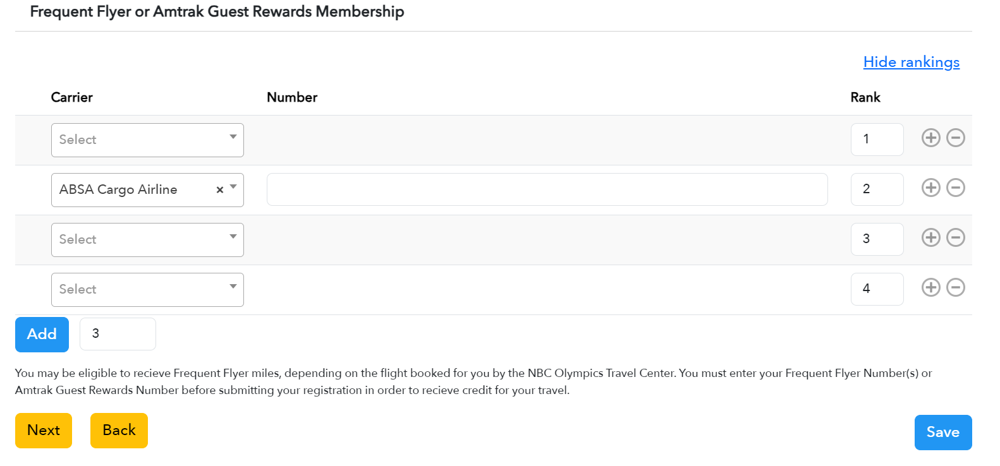 Frequent Flyer or Amtrak Guest Rewards Membership
Hide rankings
Carrier Number Rank
Select 1
ABSA Cargo Airline × 2
Select 3
Select 4
Add 3
You may be eligible to recieve Frequent Flyer miles, depending on the flight booked for you by the NBC Olympics Travel Center. You must enter your Frequent Flyer Number(s) or
Amtrak Guest Rewards Number before submitting your registration in order to recieve credit for your travel.
Next Back Save